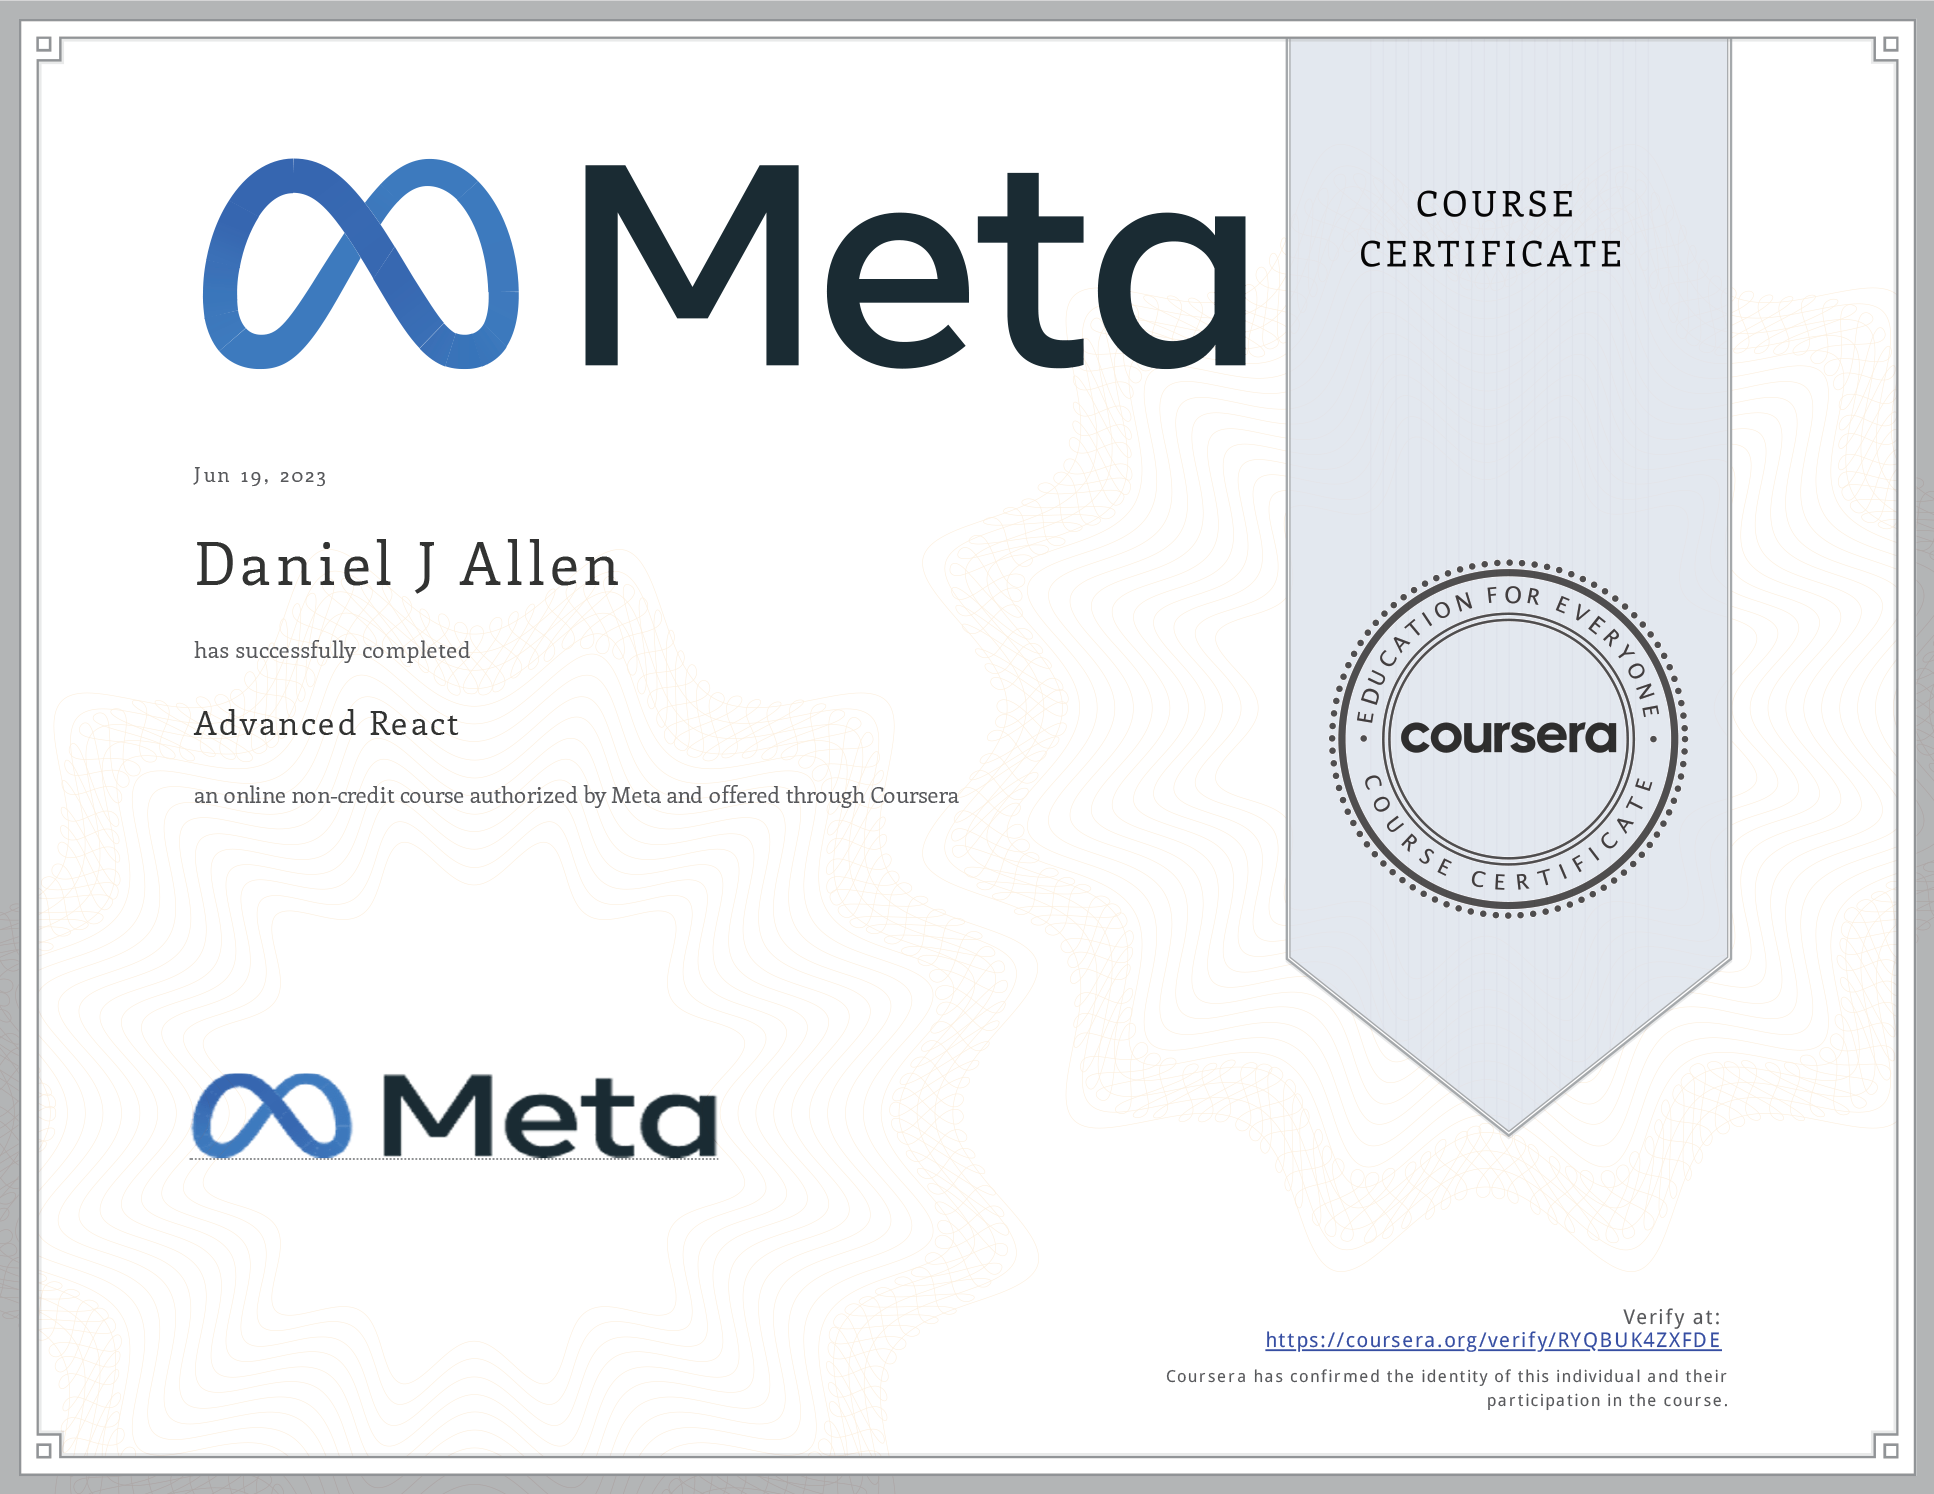 Meta
COURSE
CERTIFICATE
Jun 19, 2023
Daniel J Allen
has successfully completed
Advanced React
an online non-credit course authorized by Meta and offered through Coursera
EDUCATION FOR EVERYONE
coursera
COURSE CERTIFICATE
Meta
Verify at:
https://coursera.org/verify/RYQBUK4ZXFDE
Coursera has confirmed the identity of this individual and their
participation in the course.